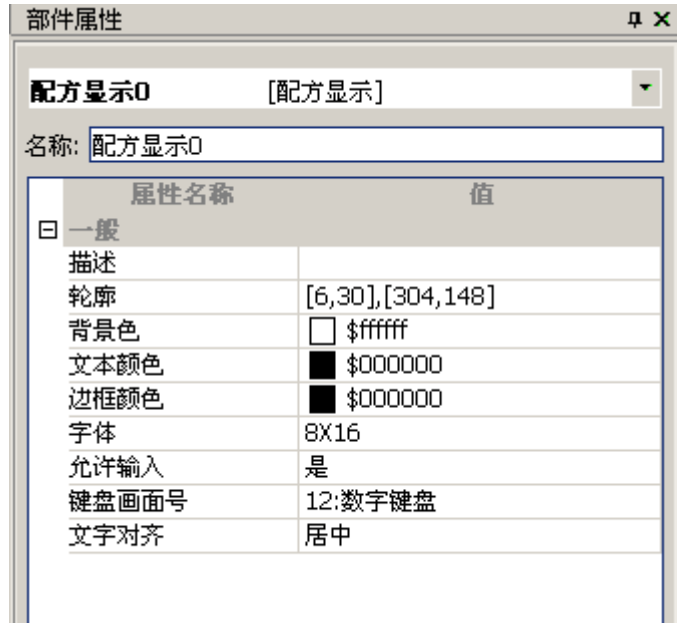 部件属性
配方显示0 [配方显示]
名称: 配方显示0
属性名称 值
一般
描述
轮廓 [6,30],[304,148]
背景色 $ffffff
文本颜色 $000000
边框颜色 $000000
字体 8X16
允许输入 是
键盘画面号 12:数字键盘
文字对齐 居中